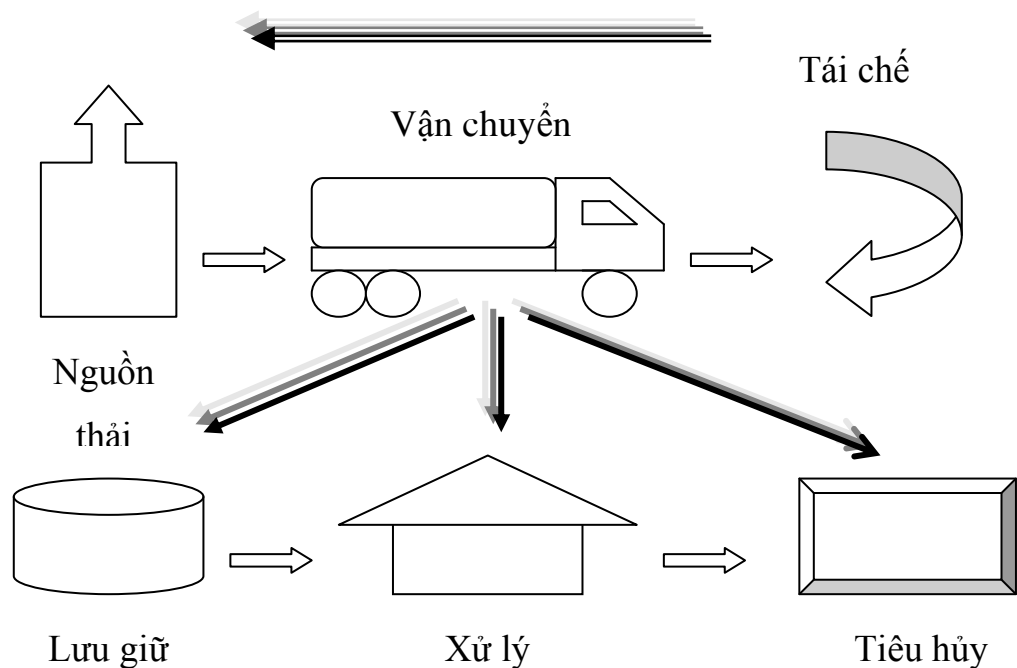 Tái chế
Vận chuyển
Nguồn
thải
Lưu giữ
Xử lý
Tiêu hủy